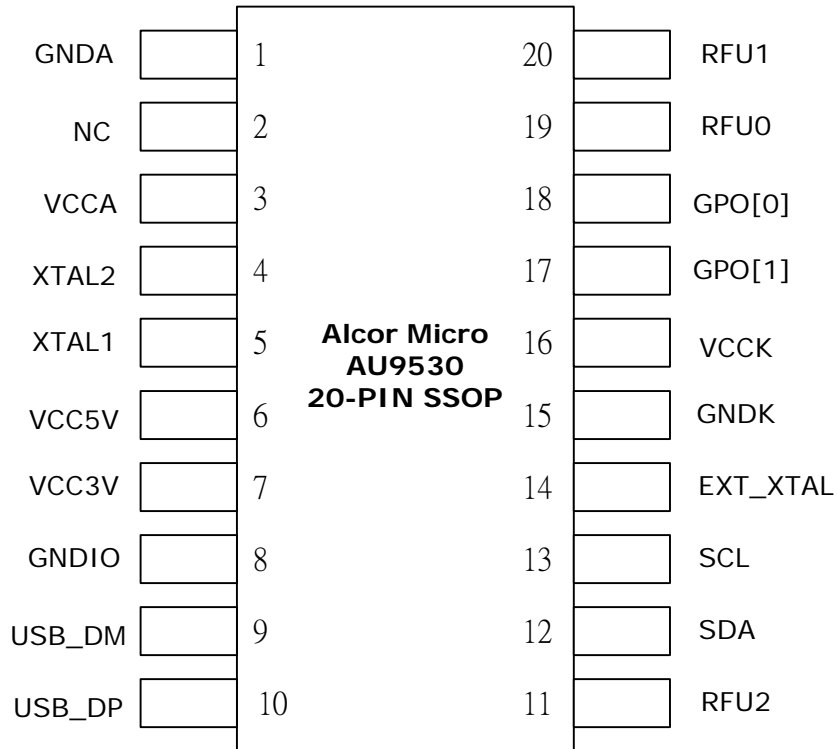 GNDA 1 20 RFU1
NC 2 19 RFU0
VCCA 3 18 GPO[0]
XTAL2 4 17 GPO[1]
XTAL1 5 16 VCCK
Alcor Micro
AU9530
20-PIN SSOP
VCC5V 6 15 GNDK
VCC3V 7 14 EXT_XTAL
GNDIO 8 13 SCL
USB_DM 9 12 SDA
USB_DP 10 11 RFU2